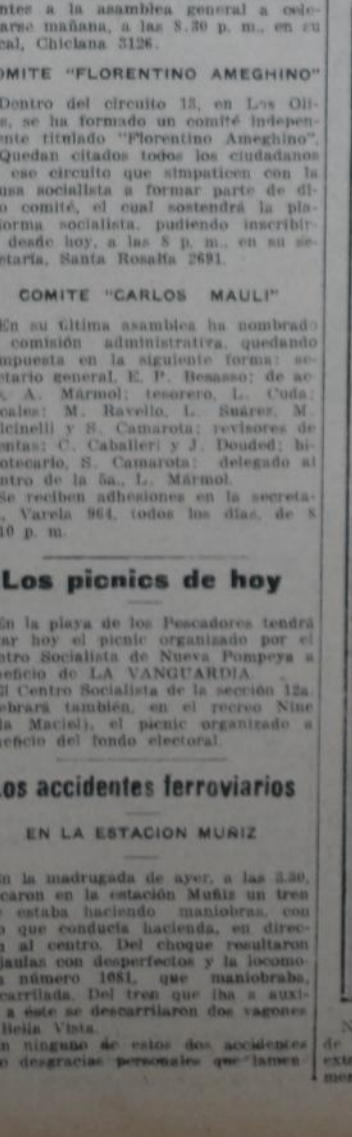 ntes a la asamblea general a cele-
arse mañana, a las 8.30 p. m., en su
cal, Chiclana 3126.
OMITE "FLORENTINO AMEGHINO"
Dentro del circuito 13, en Los Oli-
s, se ha formado un comité indepen-
ente titulado "Florentino Ameghino".
Quedan citados todos los ciudadanos
ese circuito que simpaticen con la
usa socialista a formar parte de di-
o comité, el cual sostendrá la pla-
forma socialista, pudiendo inscribir-
desde hoy, a las 8 p. m., en su se-
etaría, Santa Rosalía 2691.
COMITE "CARLOS MAULI"
En su última asamblea ha nombrado
comisión administrativa, quedando
mpuesta en la siguiente forma: se-
etario general, E. P. Besasso; de ac-
A. Mármol; tesorero, L. Cuda;
cales: M. Ravello, L. Suárez, M.
lcinelli y S. Camarota; revisores de
entas: C. Caballeri y J. Douded; bi-
otecario, S. Camarota; delegado al
ntro de la 5a., L. Mármol.
Se reciben adhesiones en la secreta-
Varela 964, todos los días, de 8
10 p. m.
Los picnics de hoy
En la playa de los Pescadores tendrá
ar hoy el picnic organizado por el
ntro Socialista de Nueva Pompeya a
neficio de LA VANGUARDIA.
El Centro Socialista de la sección 12a.
lebrará también, en el recreo Nine
la Maciel), el picnic organizado a
neficio del fondo electoral.
Los accidentes ferroviarios
EN LA ESTACION MUÑIZ
En la madrugada de ayer, a las 3.30,
caron en la estación Muñiz un tren
e estaba haciendo maniobras, con
o que conducía hacienda, en direc-
n al centro. Del choque resultaron
jaulas con desperfectos y la locomo-
a número 1081, que maniobraba,
carrilada. Del tren que iba a auxi-
a éste se descarrilaron dos vagones
Bella Vista.
En ninguno de estos dos accidentes
o desgracias personales que lamen-
N
de
extr
mer